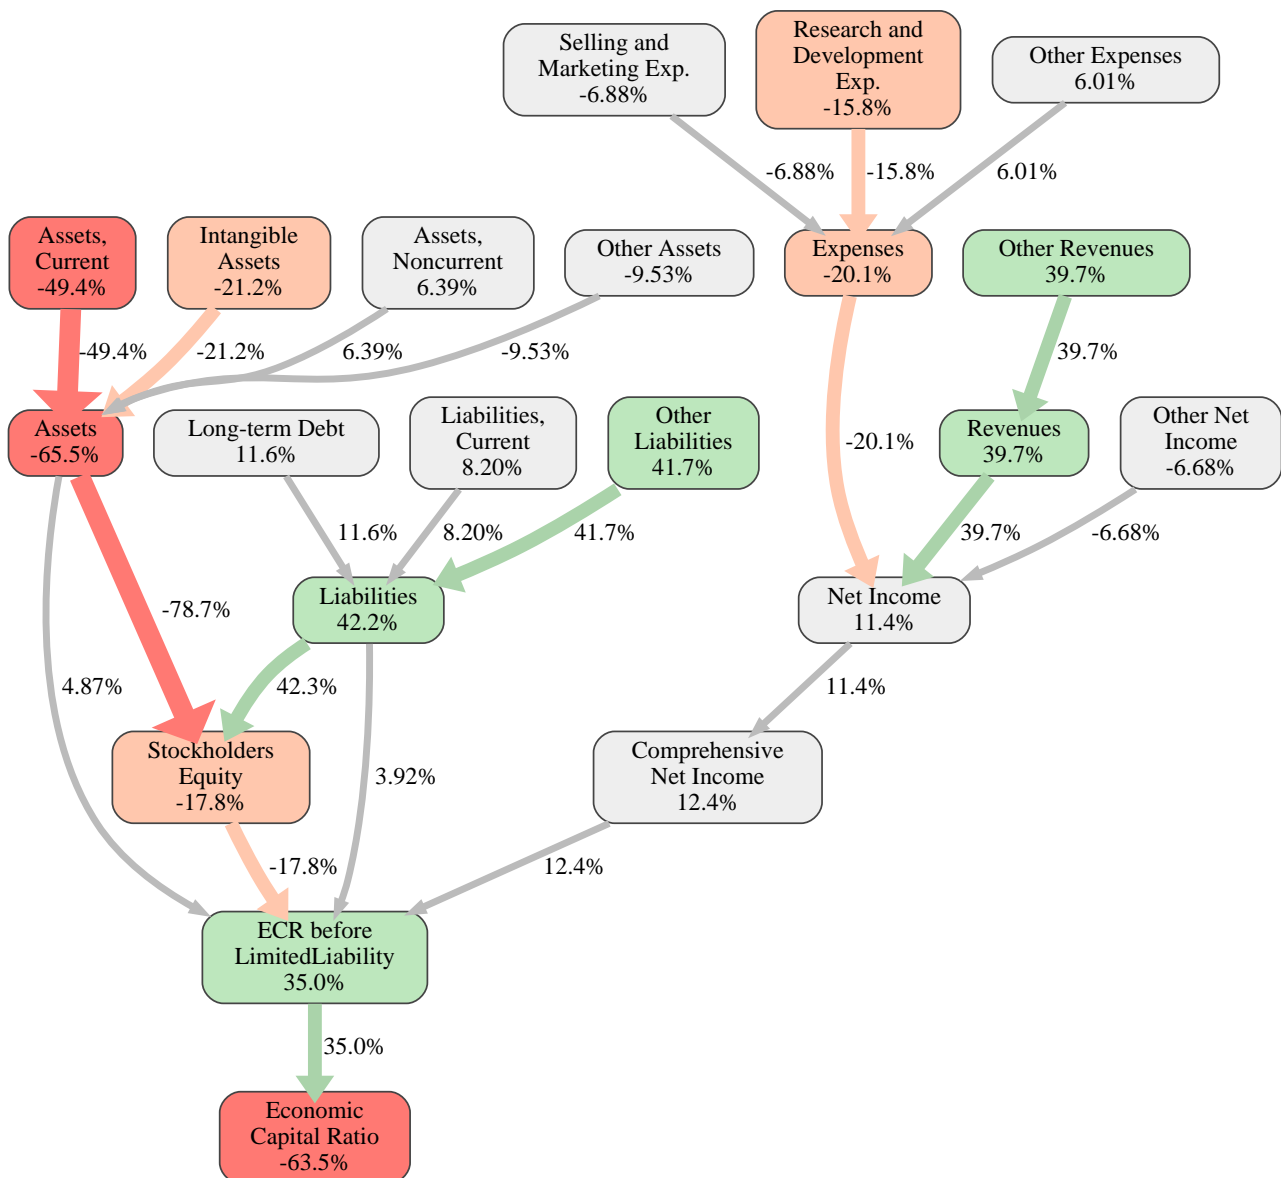 Selling and
Marketing Exp.
-6.88%
Research and
Development
Exp.
-15.8%
Other Expenses
6.01%
-6.88%
-15.8%
6.01%
Assets,
Current
-49.4%
Intangible
Assets
-21.2%
Assets,
Noncurrent
6.39%
Other Assets
-9.53%
Expenses
-20.1%
Other Revenues
39.7%
-49.4%
-21.2%
6.39%
-9.53%
39.7%
Assets
-65.5%
Long-term Debt
11.6%
Liabilities,
Current
8.20%
Other
Liabilities
41.7%
-20.1%
Revenues
39.7%
Other Net
Income
-6.68%
11.6%
8.20%
41.7%
39.7%
-6.68%
-78.7%
Liabilities
42.2%
Net Income
11.4%
4.87%
42.3%
11.4%
Stockholders
Equity
-17.8%
3.92%
Comprehensive
Net Income
12.4%
-17.8%
12.4%
ECR before
LimitedLiability
35.0%
35.0%
Economic
Capital Ratio
-63.5%